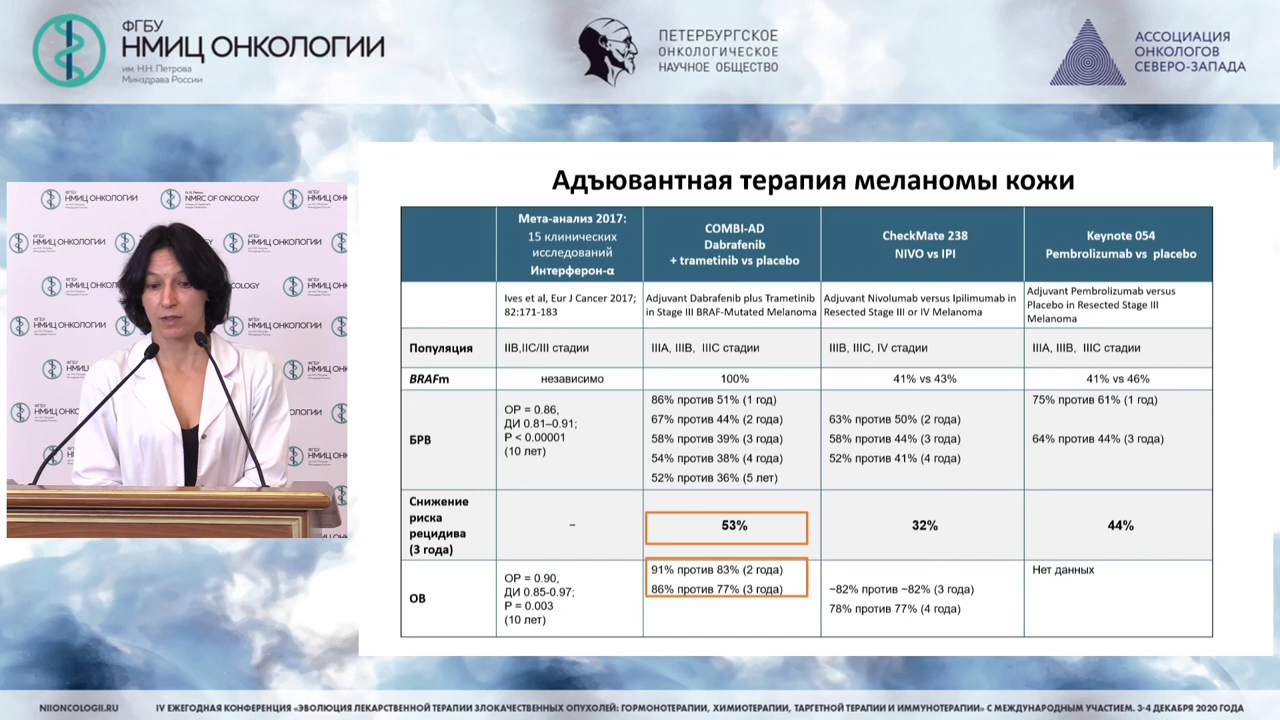 ФГБУ
НМИЦ ОНКОЛОГИИ
им. Н.Н. Петрова
Минздрава России
ПЕТЕРБУРГСКОЕ
ОНКОЛОГИЧЕСКОЕ
НАУЧНОЕ ОБЩЕСТВО
АССОЦИАЦИЯ
ОНКОЛОГОВ
СЕВЕРО-ЗАПАДА
НМИЦ ОНКОЛОГИИ
NMRC OF ONCOLOGY
НМИЦ ОНКОЛОГИИ
Адъювантная терапия меланомы кожи
Мета-анализ 2017:
15 клинических
исследований
Интерферон-α
COMBI-AD
Dabrafenib
+ trametinib vs placebo
CheckMate 238
NIVO vs IPI
Keynote 054
Pembrolizumab vs placebo
Ives et al, Eur J Cancer 2017;
82:171-183
Adjuvant Dabrafenib plus Trametinib
in Stage III BRAF-Mutated Melanoma
Adjuvant Nivolumab versus Ipilimumab in
Resected Stage III or IV Melanoma
Adjuvant Pembrolizumab versus
Placebo in Resected Stage III
Melanoma
Популяция
IIB,IIC/III стадии
IIIA, IIIB, IIIC стадии
IIIB, IIIC, IV стадии
IIIA, IIIB, IIIC стадии
BRAFm
независимо
100%
41% vs 43%
41% vs 46%
БРВ
ОР = 0.86,
ДИ 0.81–0.91;
P < 0.00001
(10 лет)
86% против 51% (1 год)
67% против 44% (2 года)
58% против 39% (3 года)
54% против 38% (4 года)
52% против 36% (5 лет)
63% против 50% (2 года)
58% против 44% (3 года)
52% против 41% (4 года)
75% против 61% (1 год)
64% против 44% (3 года)
Снижение
риска
рецидива
(3 года)
–
53%
32%
44%
ОВ
ОР = 0.90,
ДИ 0.85-0.97;
P = 0.003
(10 лет)
91% против 83% (2 года)
86% против 77% (3 года)
~82% против ~82% (3 года)
78% против 77% (4 года)
Нет данных
NIIONCOLOGII.RU
IV ЕЖЕГОДНАЯ КОНФЕРЕНЦИЯ «ЭВОЛЮЦИЯ ЛЕКАРСТВЕННОЙ ТЕРАПИИ ЗЛОКАЧЕСТВЕННЫХ ОПУХОЛЕЙ: ГОРМОНОТЕРАПИИ, ХИМИОТЕРАПИИ, ТАРГЕТНОЙ ТЕРАПИИ И ИММУНОТЕРАПИИ» С МЕЖДУНАРОДНЫМ УЧАСТИЕМ. 3-4 ДЕКАБРЯ 2020 ГОДА